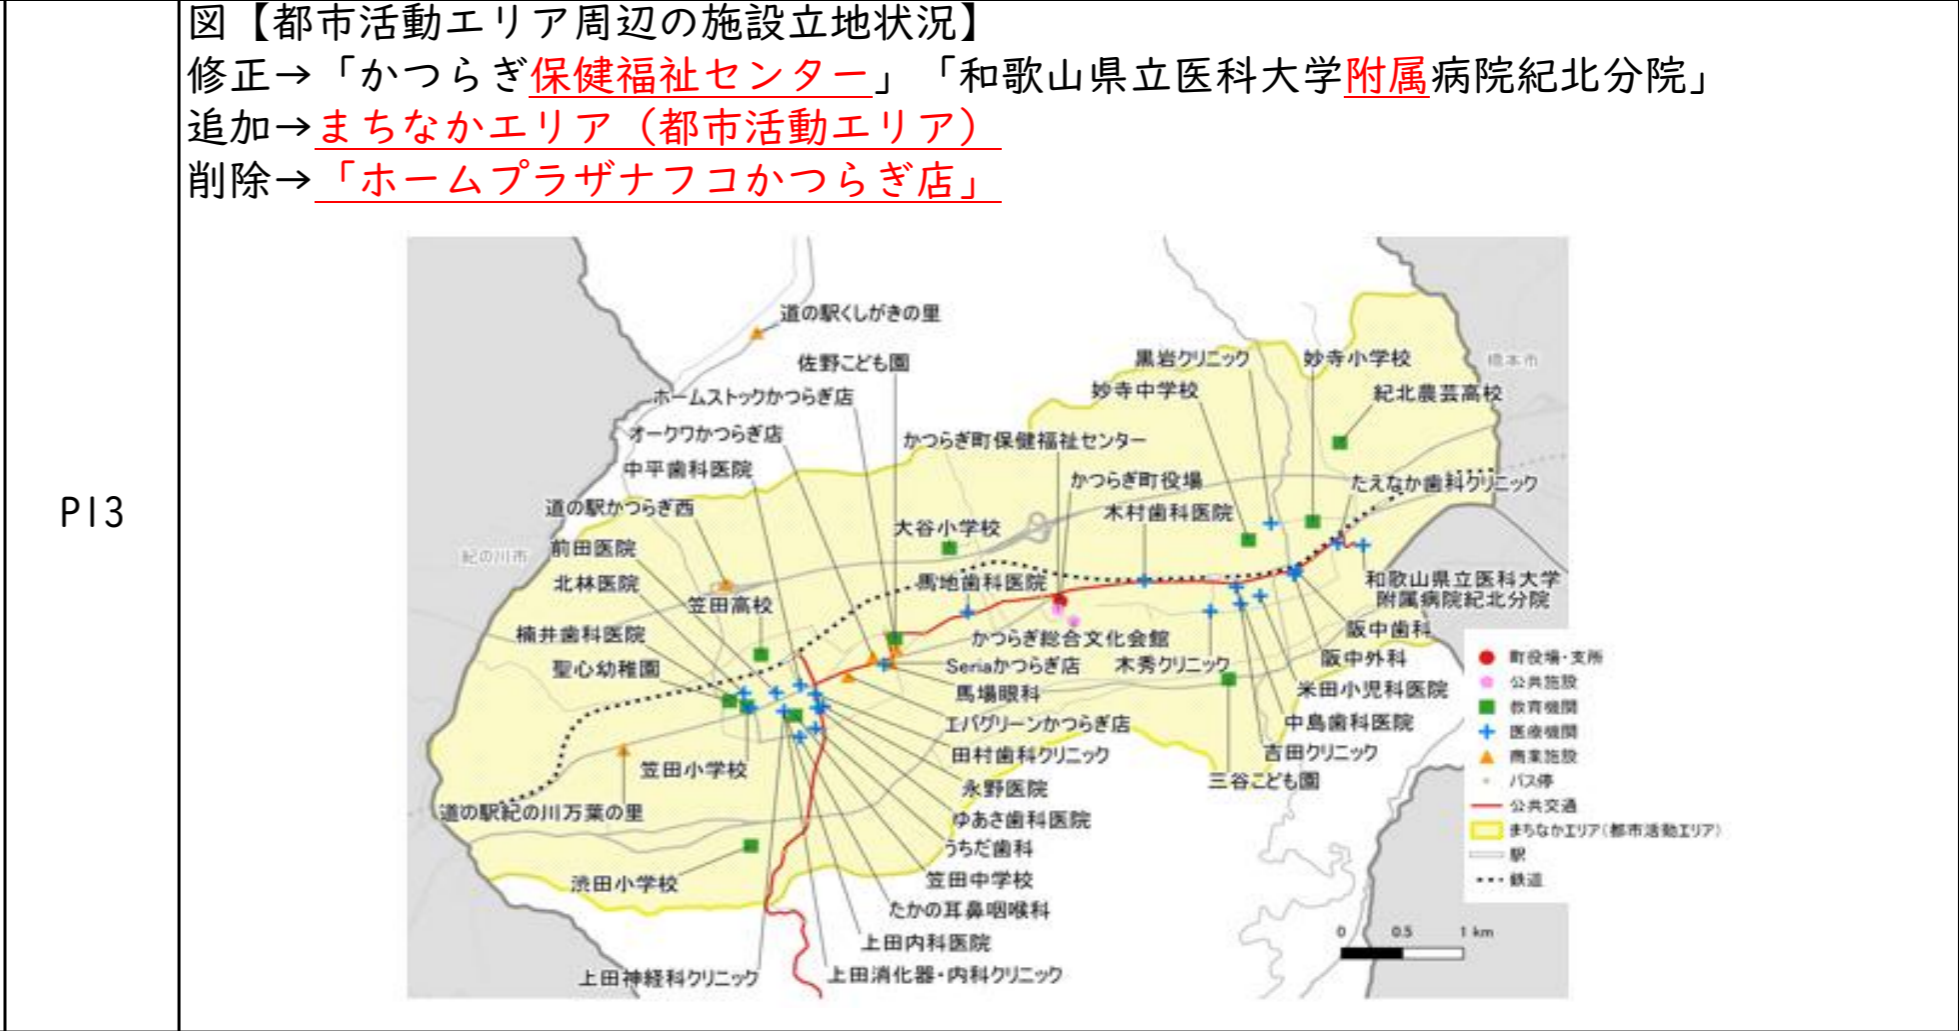 図【都市活動エリア周辺の施設立地状況】
修正→「かつらぎ保健福祉センター」「和歌山県立医科大学附属病院紀北分院」
追加→まちなかエリア（都市活動エリア）
削除→「ホームプラザナフコかつらぎ店」
P13
道の駅くしがきの里
佐野こども園
黒岩クリニック
妙寺小学校
橋本市
ホームストックかつらぎ店
妙寺中学校
紀北農芸高校
オークワかつらぎ店
かつらぎ町保健福祉センター
中平歯科医院
かつらぎ町役場
たえなか歯科クリニック
道の駅かつらぎ西
大谷小学校
木村歯科医院
紀の川市
前田医院
北林医院
馬地歯科医院
和歌山県立医科大学
附属病院紀北分院
笠田高校
楠井歯科医院
かつらぎ総合文化会館
阪中歯科
聖心幼稚園
Seriaかつらぎ店
木秀クリニック
阪中外科
馬場眼科
米田小児科医院
エバグリーンかつらぎ店
中島歯科医院
田村歯科クリニック
吉田クリニック
笠田小学校
三谷こども園
永野医院
道の駅紀の川万葉の里
ゆあさ歯科医院
うちだ歯科
渋田小学校
笠田中学校
たかの耳鼻咽喉科
上田内科医院
上田神経科クリニック
上田消化器・内科クリニック
町役場・支所
公共施設
教育機関
医療機関
商業施設
バス停
公共交通
まちなかエリア（都市活動エリア）
駅
鉄道
0 0.5 1 km